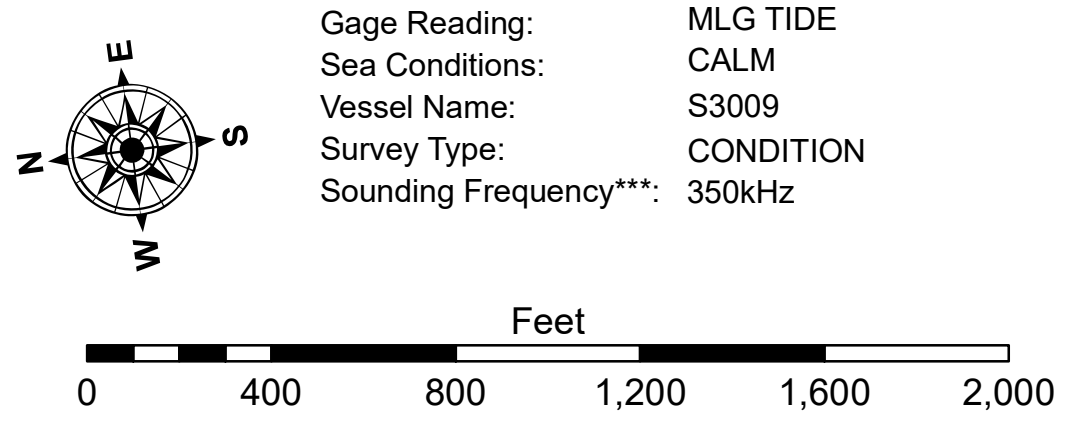 Gage Reading: MLG TIDE
Sea Conditions: CALM
Vessel Name: S3009
Survey Type: CONDITION
Sounding Frequency***: 350kHz
E
S
N
W
Feet
0 400 800 1,200 1,600 2,000